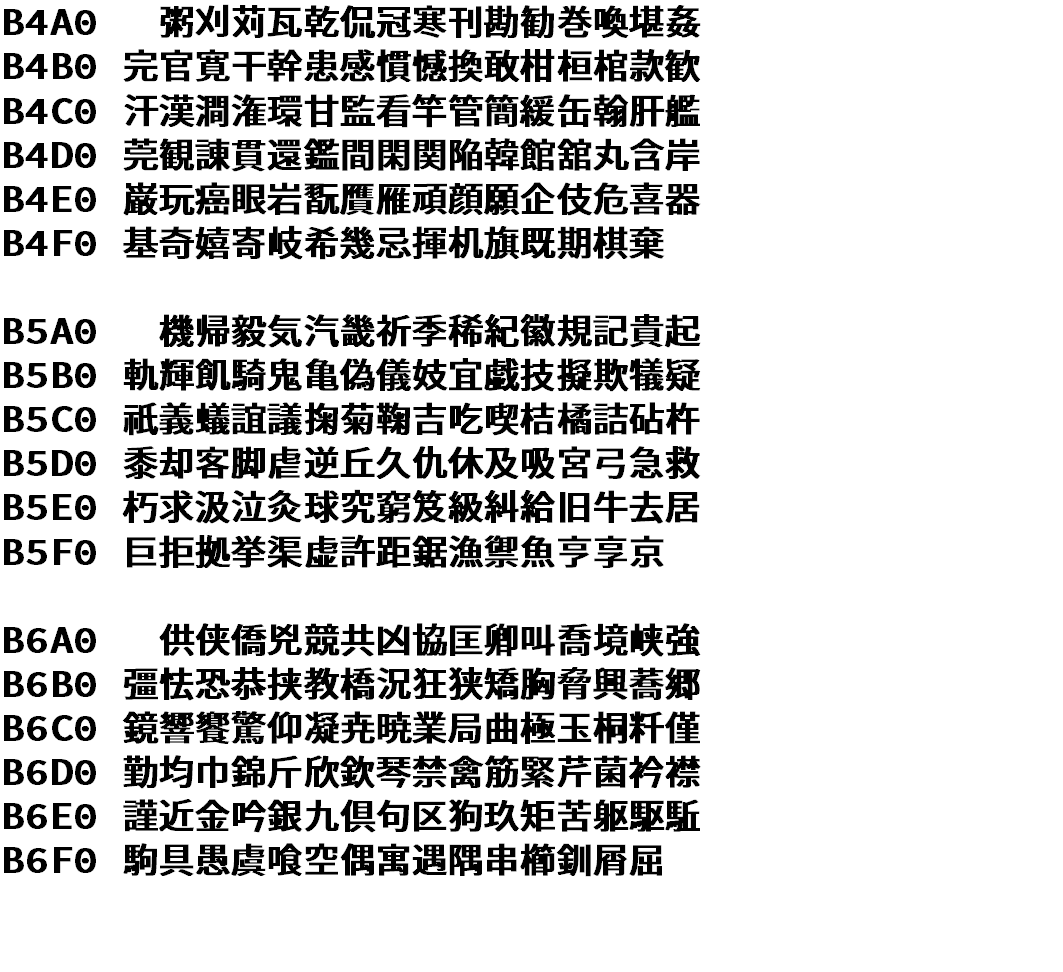 B4A0 粥刈苅瓦乾侃冠寒刊勘勧巻喚堪姦
B4B0 完官寛干幹患感慣憾換敢柑桓棺款歓
B4C0 汗漢澗潅環甘監看竿管簡緩缶翰肝艦
B4D0 莞観諌貫還鑑間閑関陥韓館舘丸含岸
B4E0 巌玩癌眼岩翫贋雁頑顔願企伎危喜器
B4F0 基奇嬉寄岐希幾忌揮机旗既期棋棄
B5A0 機帰毅気汽畿祈季稀紀徽規記貴起
B5B0 軌輝飢騎鬼亀偽儀妓宜戯技擬欺犠疑
B5C0 祇義蟻誼議掬菊鞠吉吃喫桔橘詰砧杵
B5D0 黍却客脚虐逆丘久仇休及吸宮弓急救
B5E0 朽求汲泣灸球究窮笈級糾給旧牛去居
B5F0 巨拒拠挙渠虚許距鋸漁禦魚亨享京
B6A0 供侠僑兇競共凶協匡卿叫喬境峡強
B6B0 彊怯恐恭挟教橋況狂狭矯胸脅興蕎郷
B6C0 鏡響饗驚仰凝尭暁業局曲極玉桐粁僅
B6D0 勤均巾錦斤欣欽琴禁禽筋緊芹菌衿襟
B6E0 謹近金吟銀九倶句区狗玖矩苦躯駆駈
B6F0 駒具愚虞喰空偶寓遇隅串櫛釧屑屈